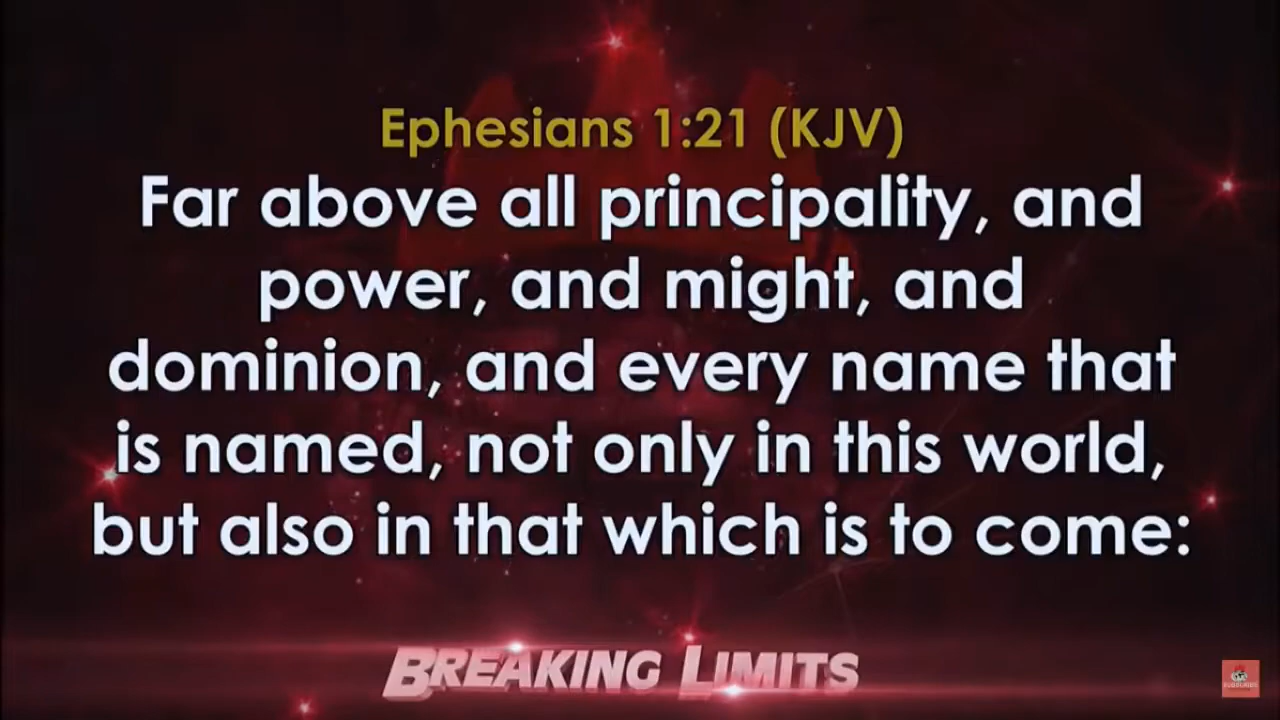 Ephesians 1:21 (KJV)
Far above all principality, and
power, and might, and
dominion, and every name that
is named, not only in this world,
but also in that which is to come:
BREAKING LIMITS